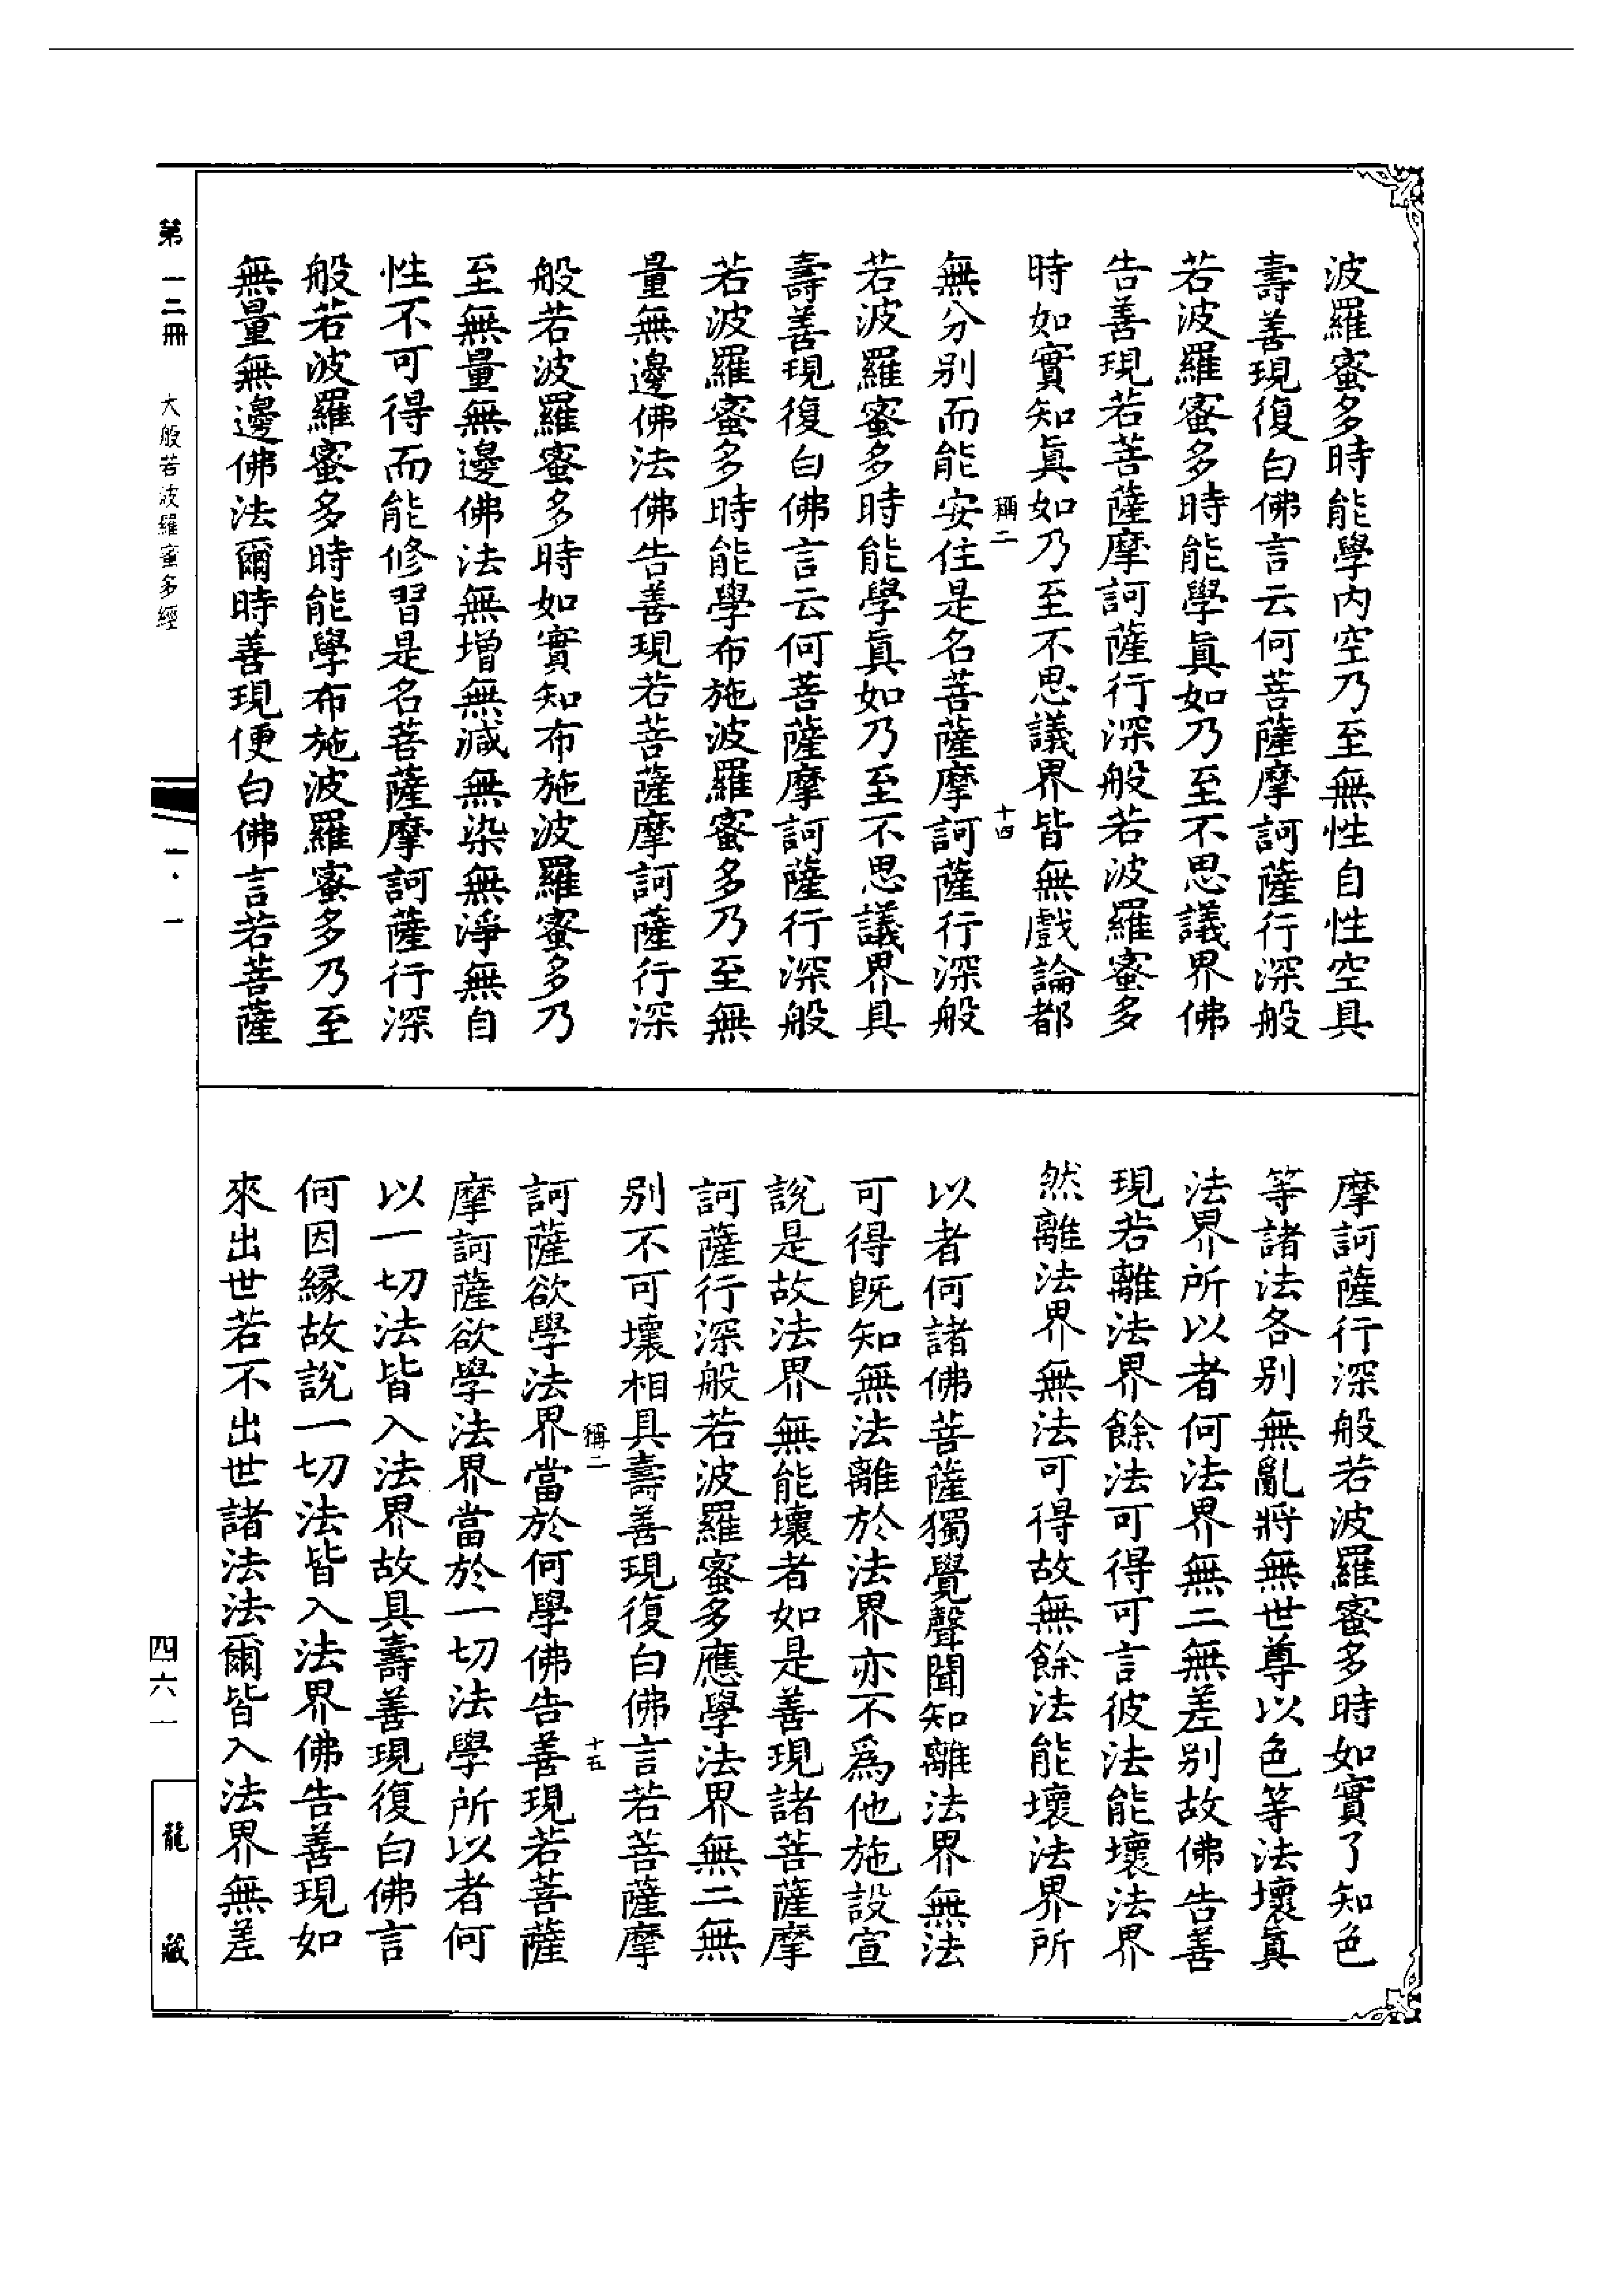 波羅蜜多時能學內空乃至無性自性空具
壽善現復白佛言云何菩薩摩訶薩行深般
若波羅蜜多時能學真如乃至不思議界佛
告善現若菩薩摩訶薩行深般若波羅蜜多
時如實知真如乃至不思議界皆無戲論都
稱二
十四
無分別而能安住是名菩薩摩訶薩行深般
若波羅蜜多時能學真如乃至不思議界具
壽善現復白佛言云何菩薩摩訶薩行深般
若波羅蜜多時能學布施波羅蜜多乃至無
量無邊佛法佛告善現若菩薩摩訶薩行深
般若波羅蜜多時如實知布施波羅蜜多乃
至無量無邊佛法無增無減無染無淨無自
性不可得而能修習是名菩薩摩訶薩行深
般若波羅蜜多時能學布施波羅蜜多乃至
無量無邊佛法爾時善現便白佛言若菩薩
摩訶薩行深般若波羅蜜多時如實了知色
等諸法各別無亂將無世尊以色等法壞真
法界所以者何法界無二無差別故佛告善
現若離法界餘法可得可言彼法能壞法界
然離法界無法可得故無餘法能壞法界所
以者何諸佛菩薩獨覺聲聞知離法界無法
可得既知無法離於法界亦不為他施設宣
說是故法界無能壞者如是善現諸菩薩摩
訶薩行深般若波羅蜜多應學法界無二無
別不可壞相具壽善現復白佛言若菩薩摩
稱二
十五
訶薩欲學法界當於何學佛告善現若菩薩
摩訶薩欲學法界當於一切法學所以者何
以一切法皆入法界故具壽善現復白佛言
何因緣故說一切法皆入法界佛告善現如
來出世若不出世諸法法爾皆入法界無差
第一二冊
大般若波羅蜜多經
一·一
四六一
龍藏